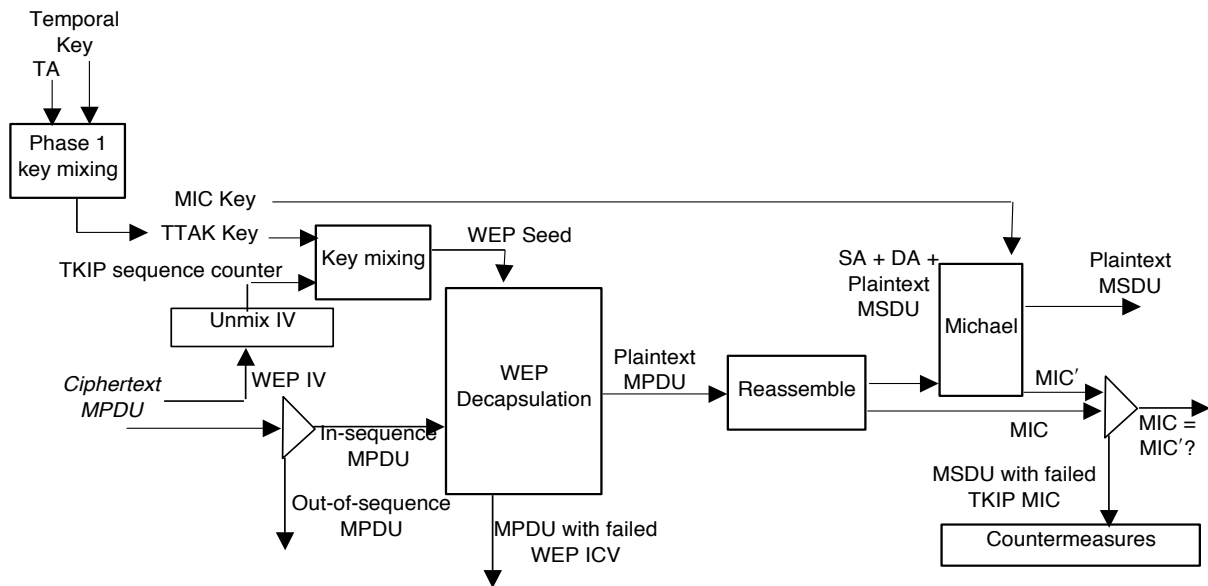 Temporal
Key
TA
Phase 1
key mixing
MIC Key
TTAK Key
WEP Seed
Key mixing
TKIP sequence counter
SA + DA +
Plaintext
MSDU
Plaintext
MSDU
Unmix IV
Michael
WEP IV
Ciphertext
MPDU
WEP
Decapsulation
Plaintext
MPDU
Reassemble
MIC′
In-sequence
MPDU
MIC
MIC =
MIC′?
Out-of-sequence
MPDU
MPDU with failed
WEP ICV
MSDU with failed
TKIP MIC
Countermeasures